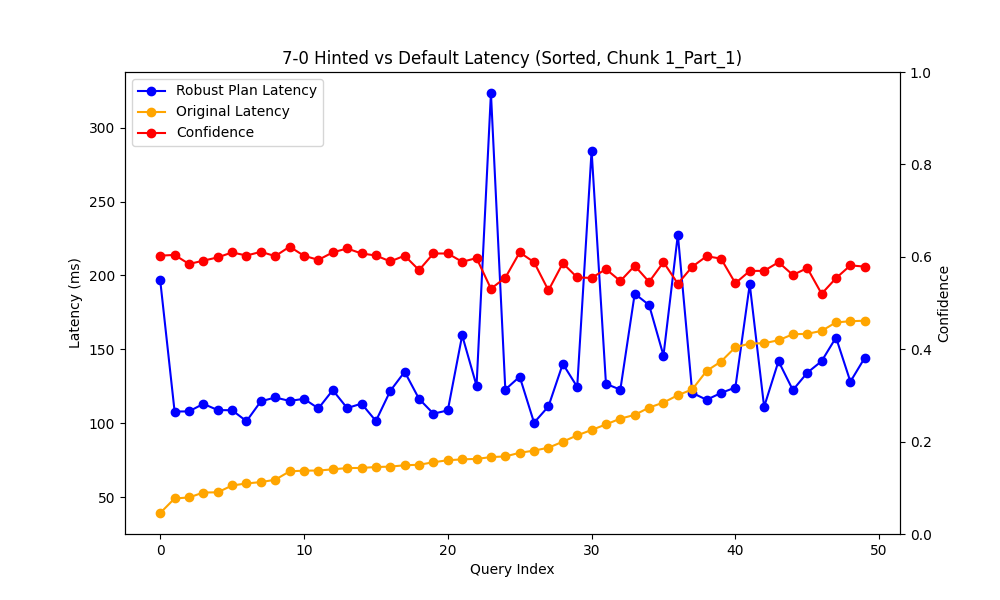 7-0 Hinted vs Default Latency (Sorted, Chunk 1_Part_1)
Robust Plan Latency
Original Latency
Confidence
Latency (ms)
300
250
200
150
100
50
1.0
0.8
0.6
0.4
0.2
0.0
Confidence
0 10 20 30 40 50
Query Index